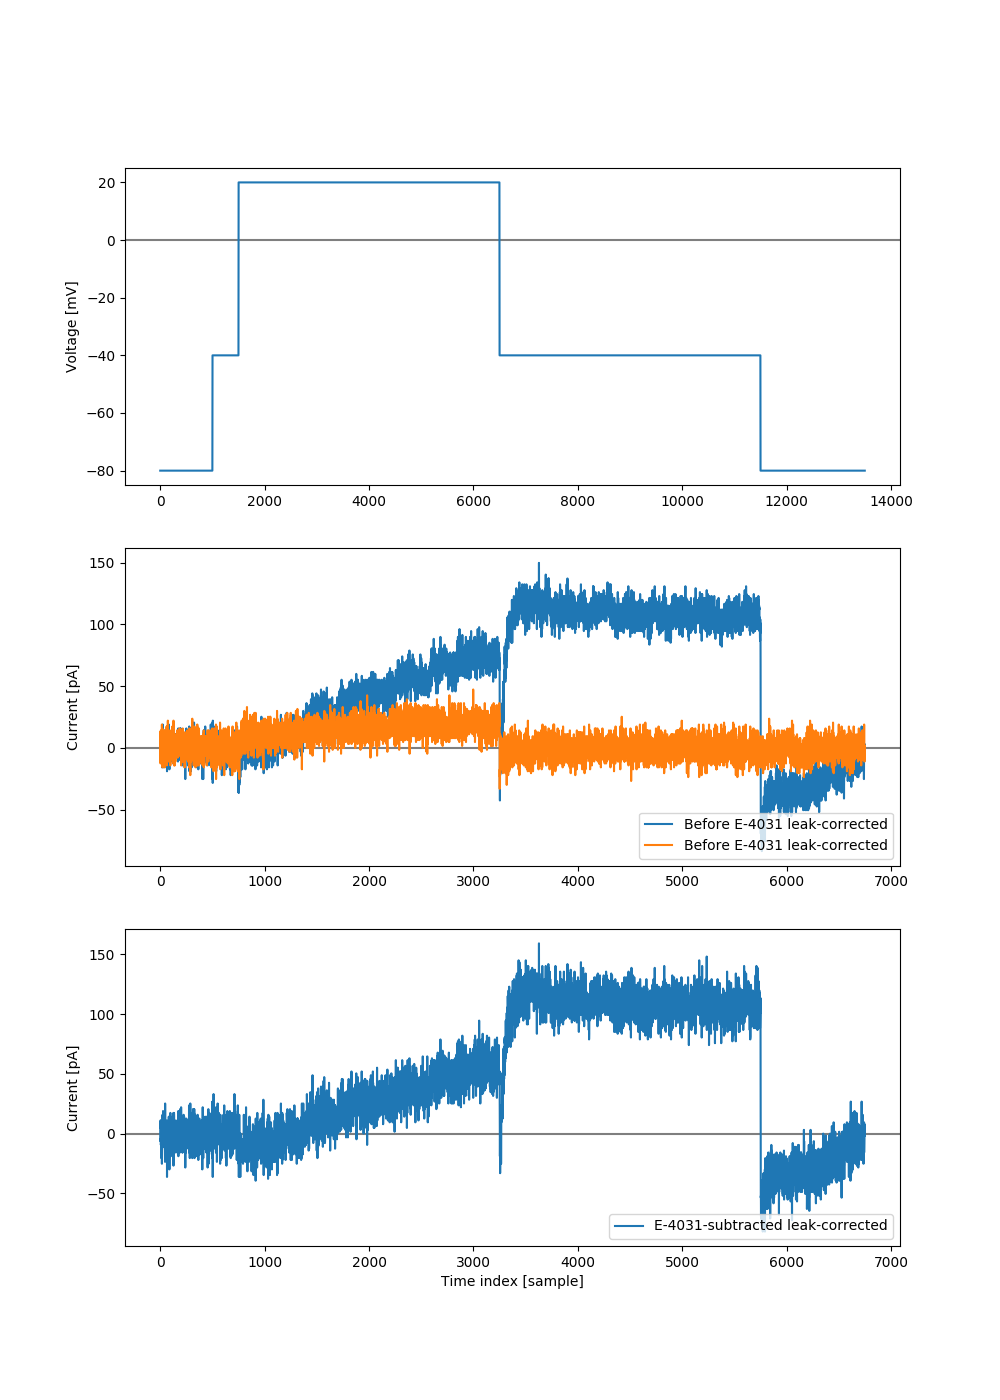 20
0
−20
−40
−60
−80
Voltage [mV]
0 2000 4000 6000 8000 10000 12000 14000
150
100
50
0
−50
Current [pA]
Before E-4031 leak-corrected
Before E-4031 leak-corrected
0 1000 2000 3000 4000 5000 6000 7000
150
100
50
0
−50
Current [pA]
E-4031-subtracted leak-corrected
0 1000 2000 3000 4000 5000 6000 7000
Time index [sample]